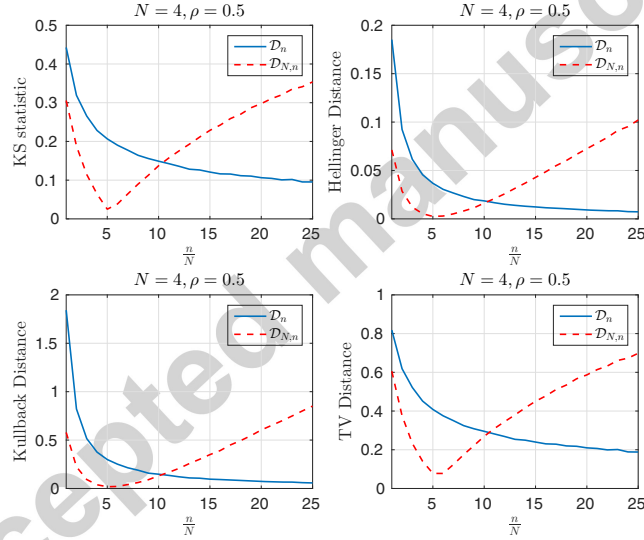 N = 4, ρ = 0.5
KS statistic
0.5
0.4
0.3
0.2
0.1
0
5 10 15 20 25
n/N
𝒟n
𝒟N,n
N = 4, ρ = 0.5
Hellinger Distance
0.2
0.15
0.1
0.05
0
5 10 15 20 25
n/N
𝒟n
𝒟N,n
N = 4, ρ = 0.5
Kullback Distance
2
1.5
1
0.5
0
5 10 15 20 25
n/N
𝒟n
𝒟N,n
N = 4, ρ = 0.5
TV Distance
1
0.8
0.6
0.4
0.2
0
5 10 15 20 25
n/N
𝒟n
𝒟N,n
cepted manusc